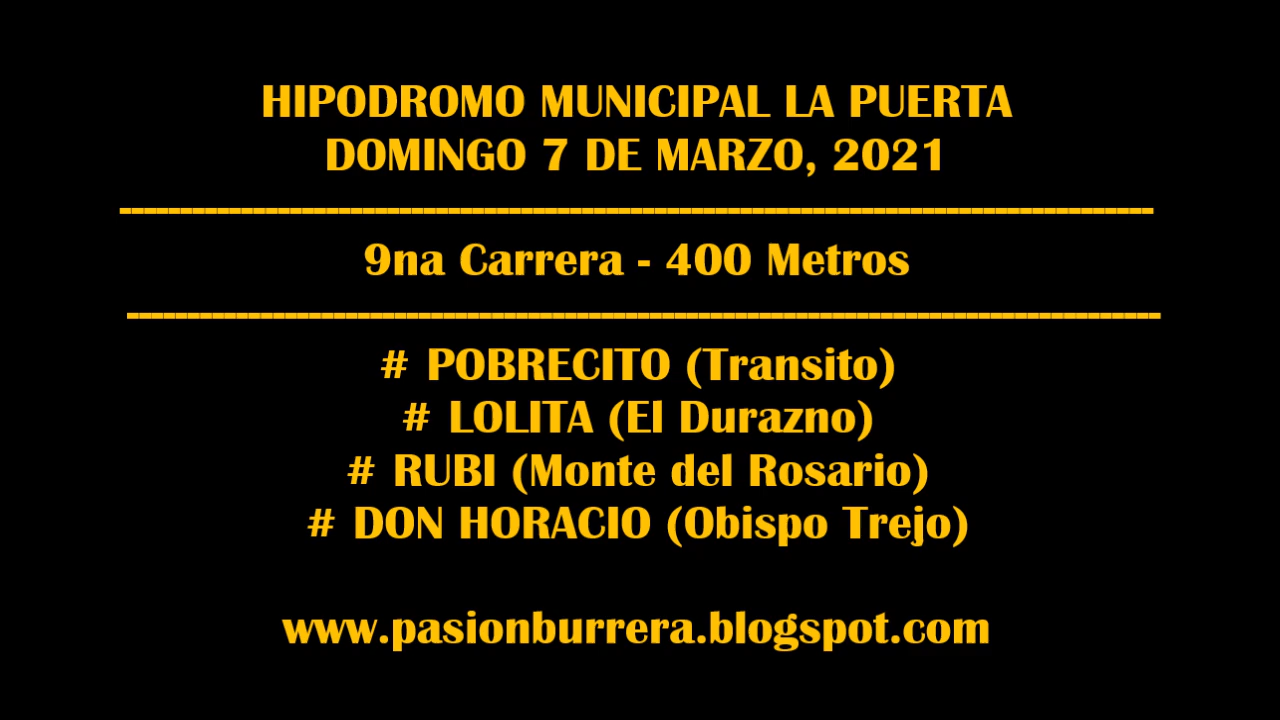 HIPODROMO MUNICIPAL LA PUERTA
DOMINGO 7 DE MARZO, 2021
9na Carrera - 400 Metros
# POBRECITO (Transito)
# LOLITA (El Durazno)
# RUBI (Monte del Rosario)
# DON HORACIO (Obispo Trejo)
www.pasionburrera.blogspot.com